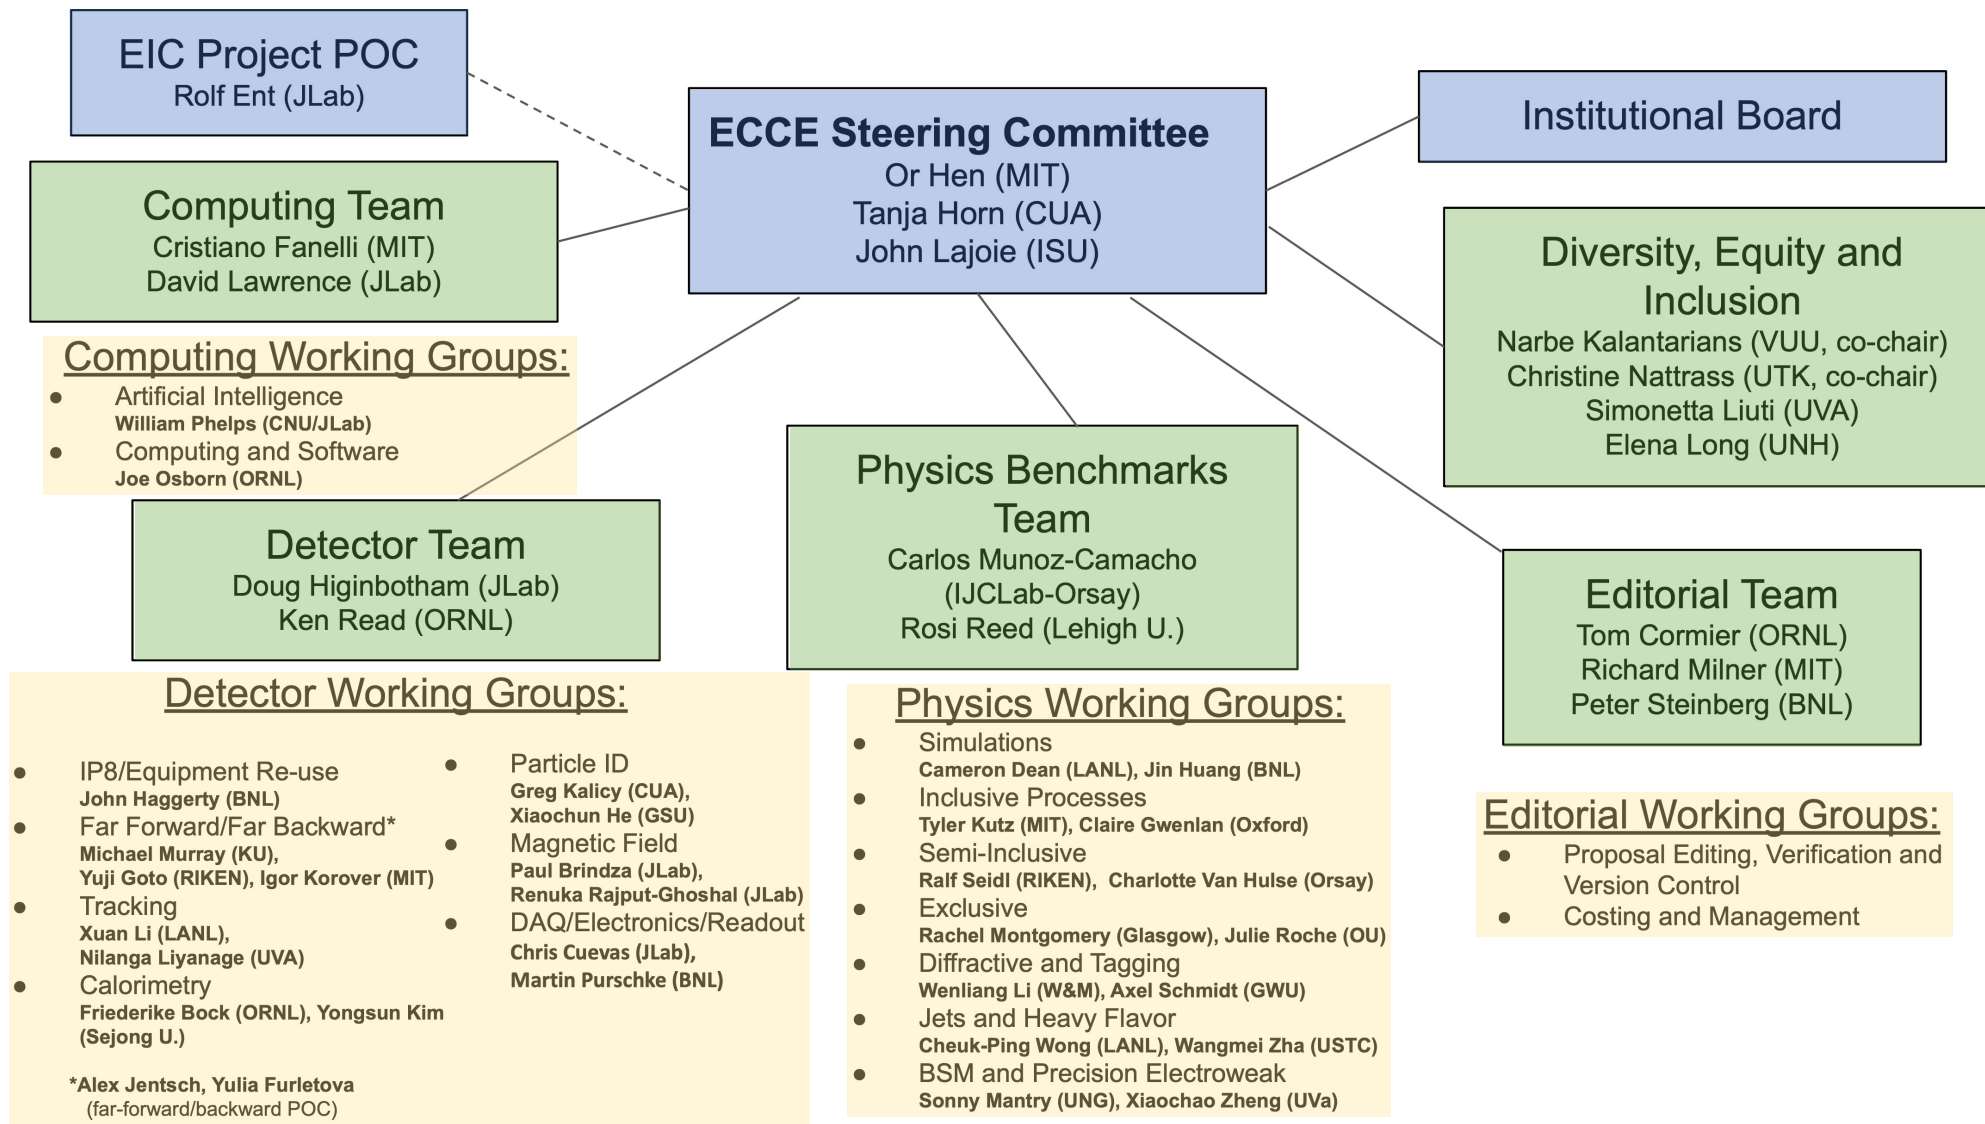 EIC Project POC
Rolf Ent (JLab)
ECCE Steering Committee
Or Hen (MIT)
Tanja Horn (CUA)
John Lajoie (ISU)
Institutional Board
Computing Team
Cristiano Fanelli (MIT)
David Lawrence (JLab)
Diversity, Equity and
Inclusion
Narbe Kalantarians (VUU, co-chair)
Christine Nattrass (UTK, co-chair)
Simonetta Liuti (UVA)
Elena Long (UNH)
Computing Working Groups:
● Artificial Intelligence
William Phelps (CNU/JLab)
● Computing and Software
Joe Osborn (ORNL)
Detector Team
Doug Higinbotham (JLab)
Ken Read (ORNL)
Physics Benchmarks
Team
Carlos Munoz-Camacho
(IJCLab-Orsay)
Rosi Reed (Lehigh U.)
Editorial Team
Tom Cormier (ORNL)
Richard Milner (MIT)
Peter Steinberg (BNL)
Detector Working Groups:
● IP8/Equipment Re-use
John Haggerty (BNL)
● Far Forward/Far Backward*
Michael Murray (KU),
Yuji Goto (RIKEN), Igor Korover (MIT)
● Tracking
Xuan Li (LANL),
Nilanga Liyanage (UVA)
● Calorimetry
Friederike Bock (ORNL), Yongsun Kim
(Sejong U.)
*Alex Jentsch, Yulia Furletova
(far-forward/backward POC)
● Particle ID
Greg Kalicy (CUA),
Xiaochun He (GSU)
● Magnetic Field
Paul Brindza (JLab),
Renuka Rajput-Ghoshal (JLab)
● DAQ/Electronics/Readout
Chris Cuevas (JLab),
Martin Purschke (BNL)
Physics Working Groups:
● Simulations
Cameron Dean (LANL), Jin Huang (BNL)
● Inclusive Processes
Tyler Kutz (MIT), Claire Gwenlan (Oxford)
● Semi-Inclusive
Ralf Seidl (RIKEN), Charlotte Van Hulse (Orsay)
● Exclusive
Rachel Montgomery (Glasgow), Julie Roche (OU)
● Diffractive and Tagging
Wenliang Li (W&M), Axel Schmidt (GWU)
● Jets and Heavy Flavor
Cheuk-Ping Wong (LANL), Wangmei Zha (USTC)
● BSM and Precision Electroweak
Sonny Mantry (UNG), Xiaochao Zheng (UVa)
Editorial Working Groups:
● Proposal Editing, Verification and
Version Control
● Costing and Management